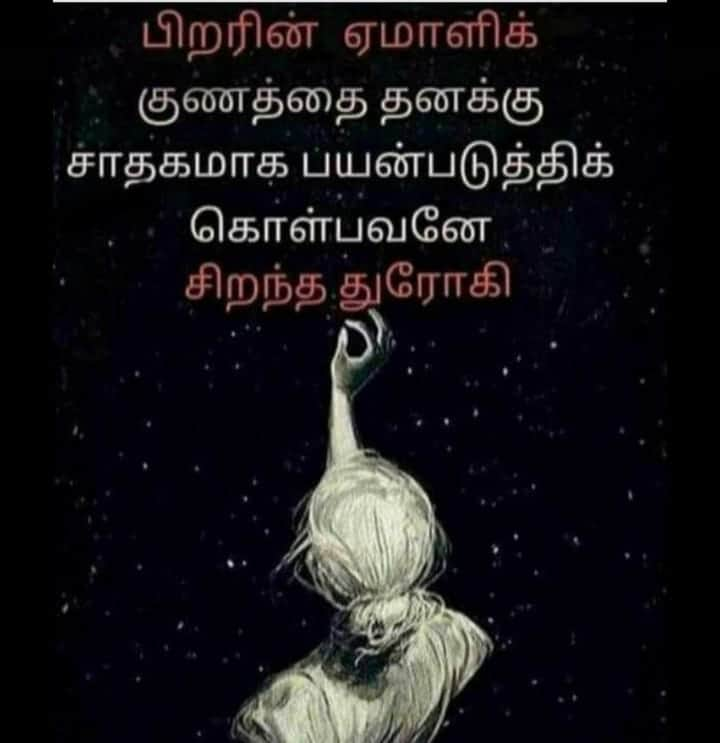 பிறரின் ஏமாளிக்
குணத்தை தனக்கு
சாதகமாக பயன்படுத்திக்
கொள்பவனே
சிறந்த துரோகி